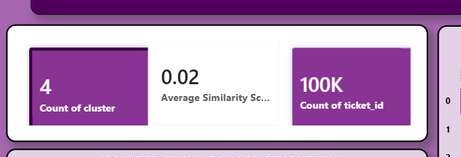 4
Count of cluster
0.02
Average Similarity Sc...
100K
Count of ticket_id
0
1